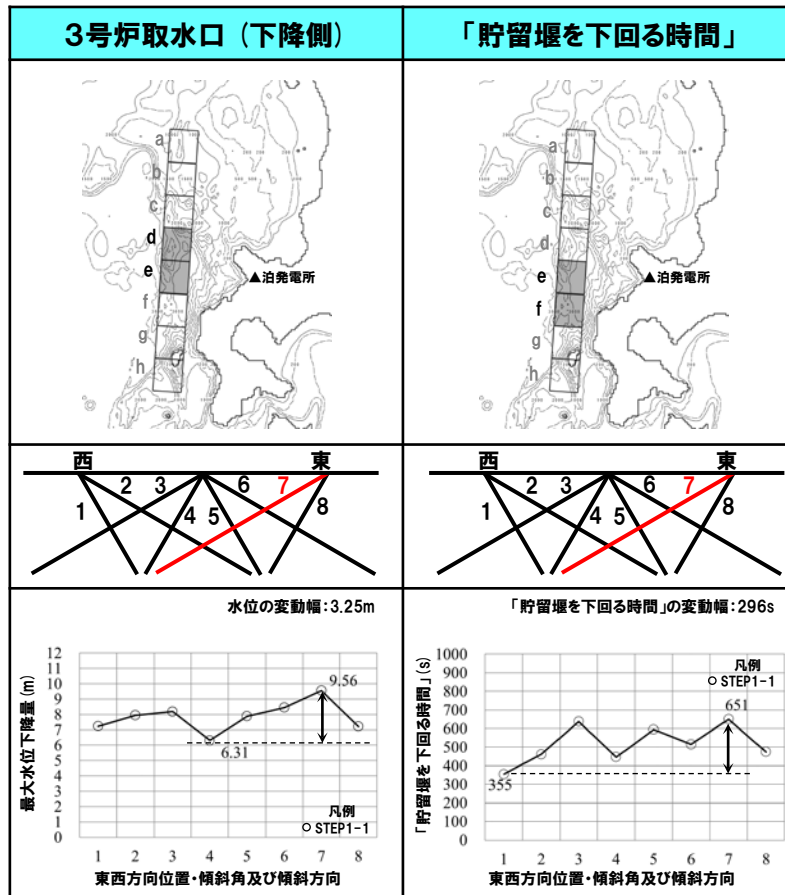 3号炉取水口（下降側）
「貯留堰を下回る時間」
a
b
c
d
e
f
g
h
▲泊発電所
a
b
c
d
e
f
g
h
▲泊発電所
西
東
1
2
3
4
5
6
7
8
西
東
1
2
3
4
5
6
7
8
水位の変動幅：3.25m
最大水位下降量(m)
12
11
10
9
8
7
6
5
4
3
2
1
0
9.56
6.31
凡例
○ STEP1-1
1 2 3 4 5 6 7 8
東西方向位置・傾斜角及び傾斜方向
「貯留堰を下回る時間」の変動幅：296s
「貯留堰を下回る時間」(s)
1000
900
800
700
600
500
400
300
200
100
0
凡例
○ STEP1-1
651
355
1 2 3 4 5 6 7 8
東西方向位置・傾斜角及び傾斜方向